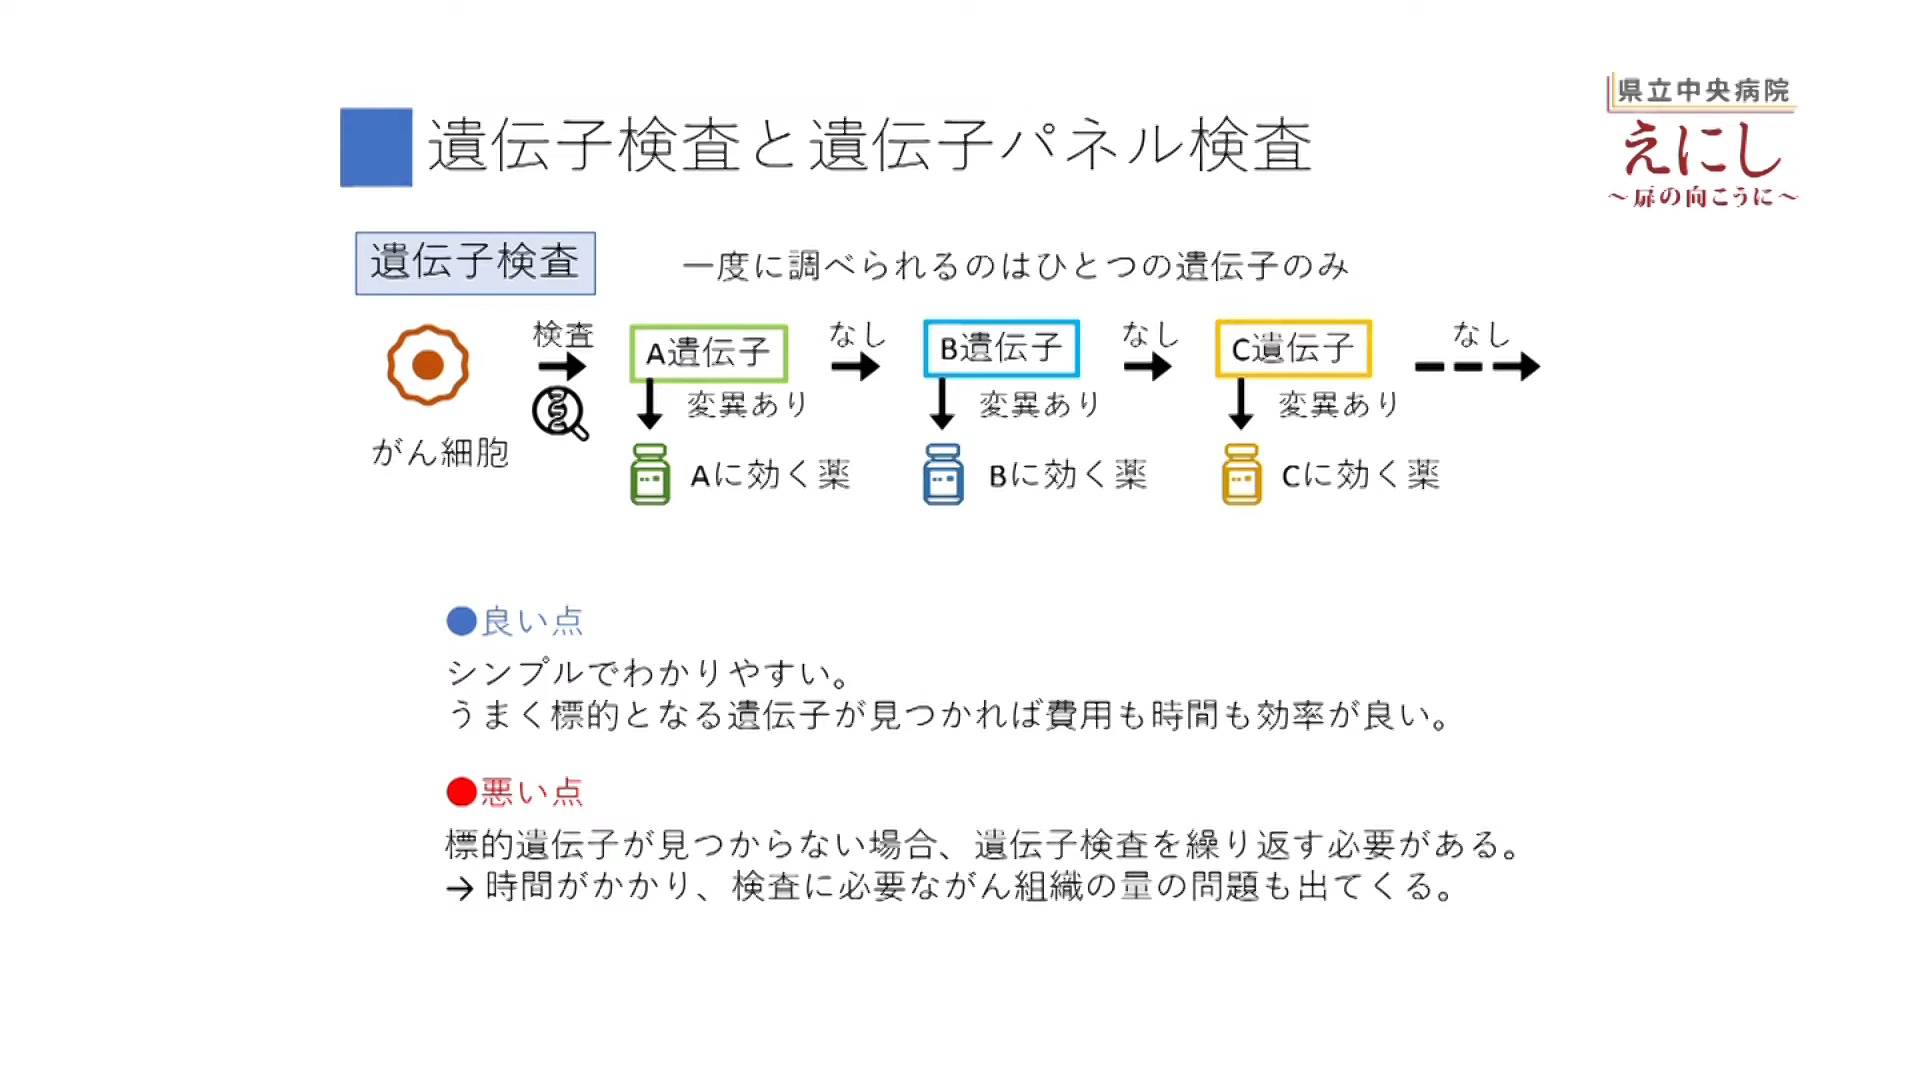 県立中央病院
えにし
～扉の向こうに～
遺伝子検査と遺伝子パネル検査
遺伝子検査
一度に調べられるのはひとつの遺伝子のみ
検査
A遺伝子
なし
B遺伝子
なし
C遺伝子
なし
変異あり
変異あり
変異あり
がん細胞
Aに効く薬
Bに効く薬
Cに効く薬
●良い点
シンプルでわかりやすい。
うまく標的となる遺伝子が見つかれば費用も時間も効率が良い。
●悪い点
標的遺伝子が見つからない場合、遺伝子検査を繰り返す必要がある。
→ 時間がかかり、検査に必要ながん組織の量の問題も出てくる。